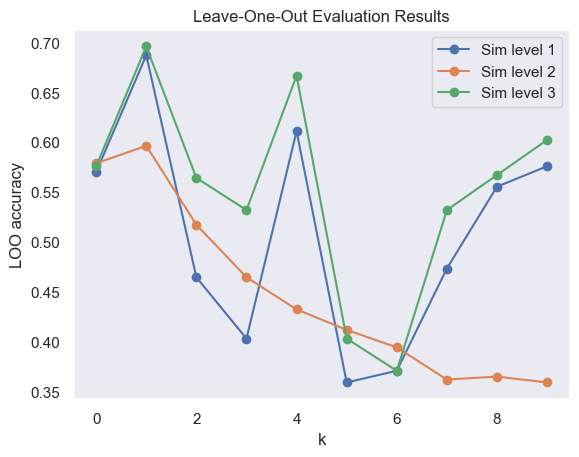 Leave-One-Out Evaluation Results
Sim level 1
Sim level 2
Sim level 3
LOO accuracy
0.70
0.65
0.60
0.55
0.50
0.45
0.40
0.35
0
2
4
6
8
k